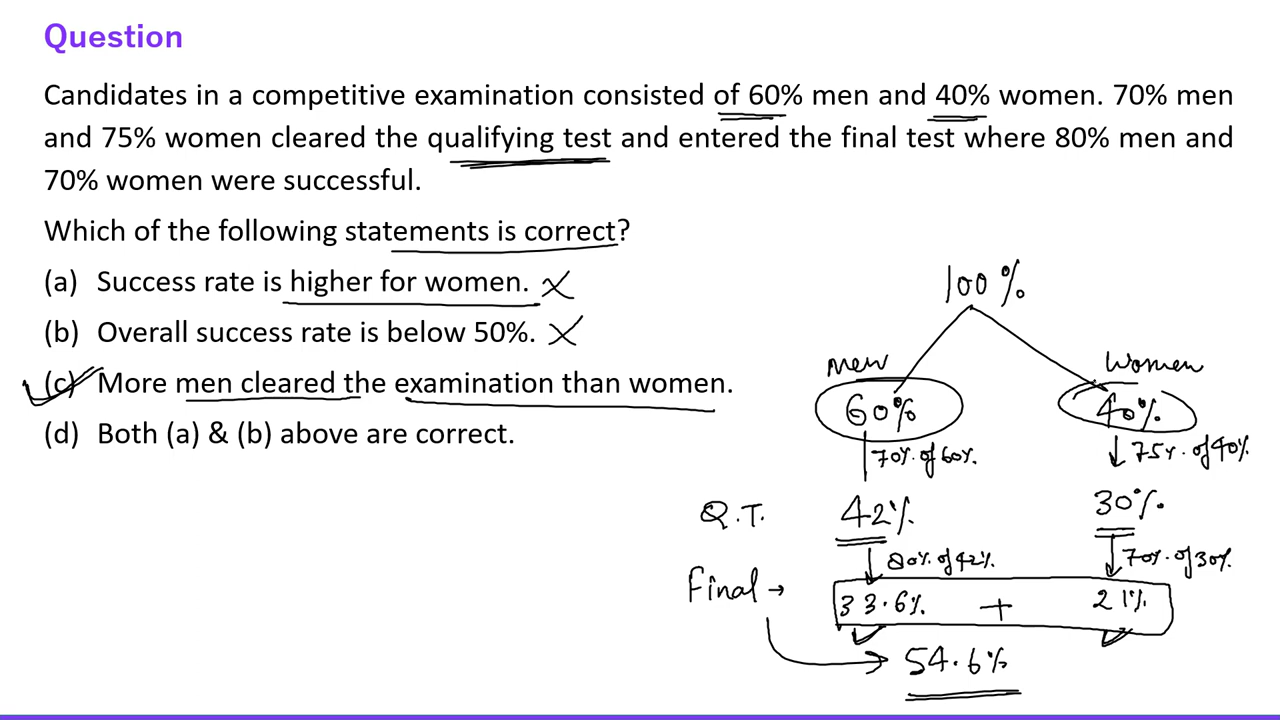 Question
Candidates in a competitive examination consisted of 60% men and 40% women. 70% men
and 75% women cleared the qualifying test and entered the final test where 80% men and
70% women were successful.
Which of the following statements is correct?
(a) Success rate is higher for women.
(b) Overall success rate is below 50%.
(c) More men cleared the examination than women.
(d) Both (a) & (b) above are correct.
100%
Men Women
60% 40%
70% of 60% 75% of 40%
Q.T. 42% 30%
80% of 42% 70% of 30%
Final → 33.6% + 21%
54.6%